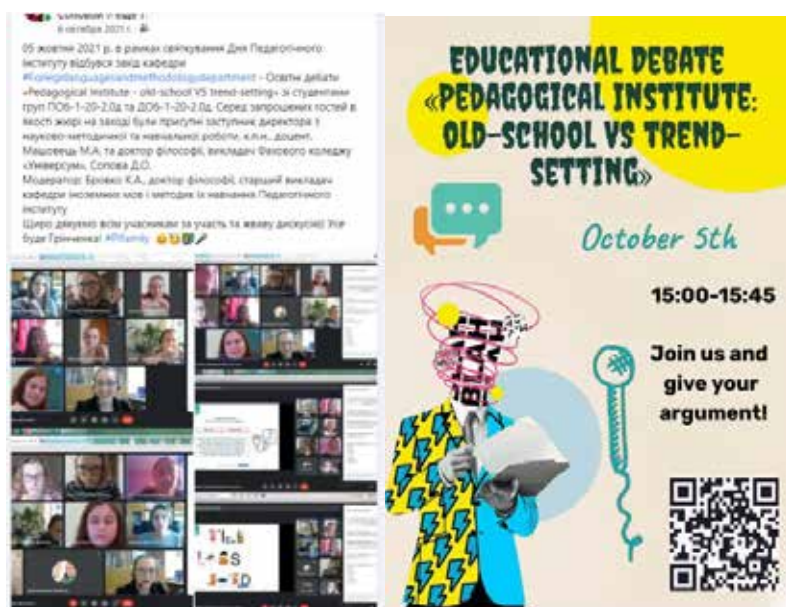 6 октября 2021 г.
05 жовтня 2021 р. в рамках святкування Дня Педагогічного
інституту відбувся захід кафедри
#Foreignlanguagesandmethodologydepartment - Освітні дебати
«Pedagogical Institute - old-school VS trend-setting» зі студентами
груп ПОб-1-20-2.0д та ДОб-1-20-2.0д. Серед запрошених гостей в
якості журі на заході були присутні заступник директора з
науково-методичної та навчальної роботи, к.п.н., доцент.
Машовець М.А. та доктор філософії, викладач Фахового коледжу
«Універсум», Сопова Д.О.
Модератор: Бровко К.А., доктор філософії, старший викладач
кафедри іноземних мов і методик їх навчання Педагогічного
інституту
Щиро дякуємо всім учасникам за участь та жваву дискусію! Усе
буде Грінченка! #PIfamily
EDUCATIONAL DEBATE
«PEDAGOGICAL INSTITUTE:
OLD-SCHOOL VS TREND-
SETTING»
October 5th
15:00-15:45
BLAH
Join us and
give your
argument!